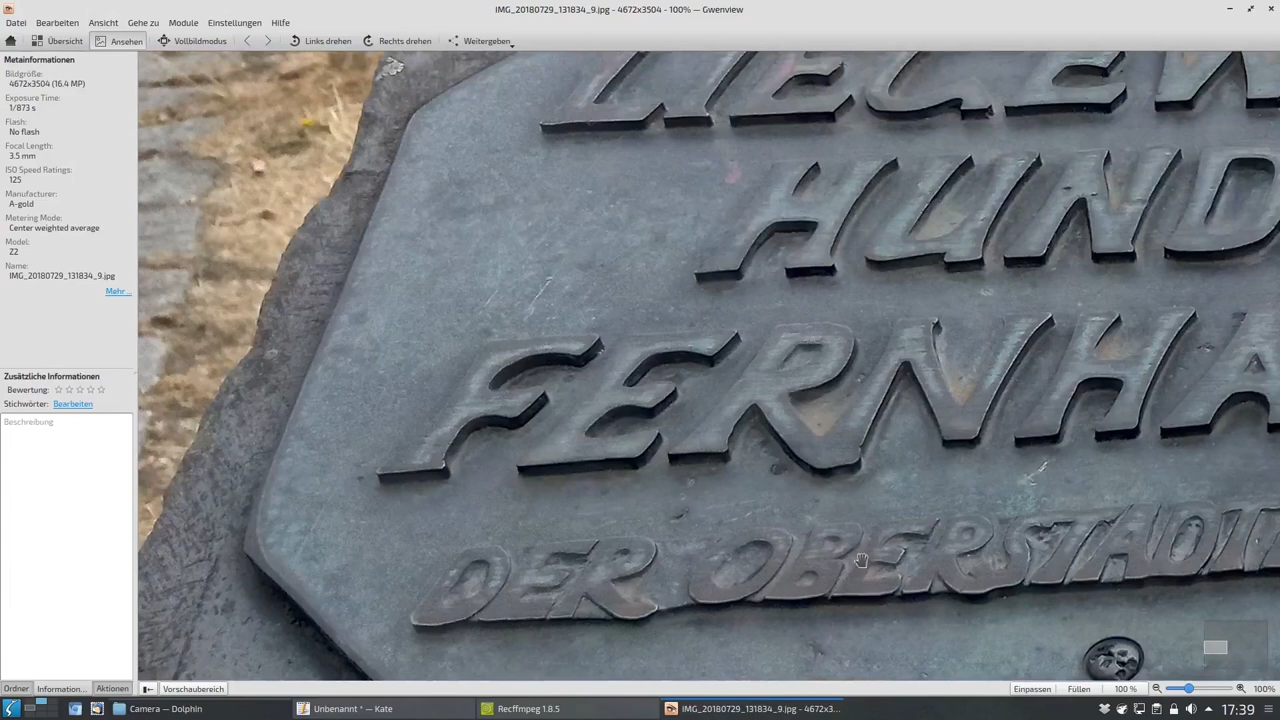 IMG_20180729_131834_9.jpg - 4672x3504 - 100% — Gwenview
Datei Bearbeiten Ansicht Gehe zu Module Einstellungen Hilfe
Übersicht Ansehen Vollbildmodus Links drehen Rechts drehen Weitergeben
Metainformationen
Bildgröße:
4672x3504 (16.4 MP)
Exposure Time:
1/873 s
Flash:
No flash
Focal Length:
3.5 mm
ISO Speed Ratings:
125
Manufacturer:
A-gold
Metering Mode:
Center weighted average
Model:
Z2
Name:
IMG_20180729_131834_9.jpg
Mehr...
Zusätzliche Informationen
Bewertung:
Stichwörter: Bearbeiten
Beschreibung
HUND
FERNHA
DER OBERSTADT
Ordner Information... Aktionen Vorschaubereich Einpassen Füllen 100 % 100%
Camera — Dolphin Unbenannt * — Kate Recffmpeg 1.8.5 IMG_20180729_131834_9.jpg - 4672x3... 17:39